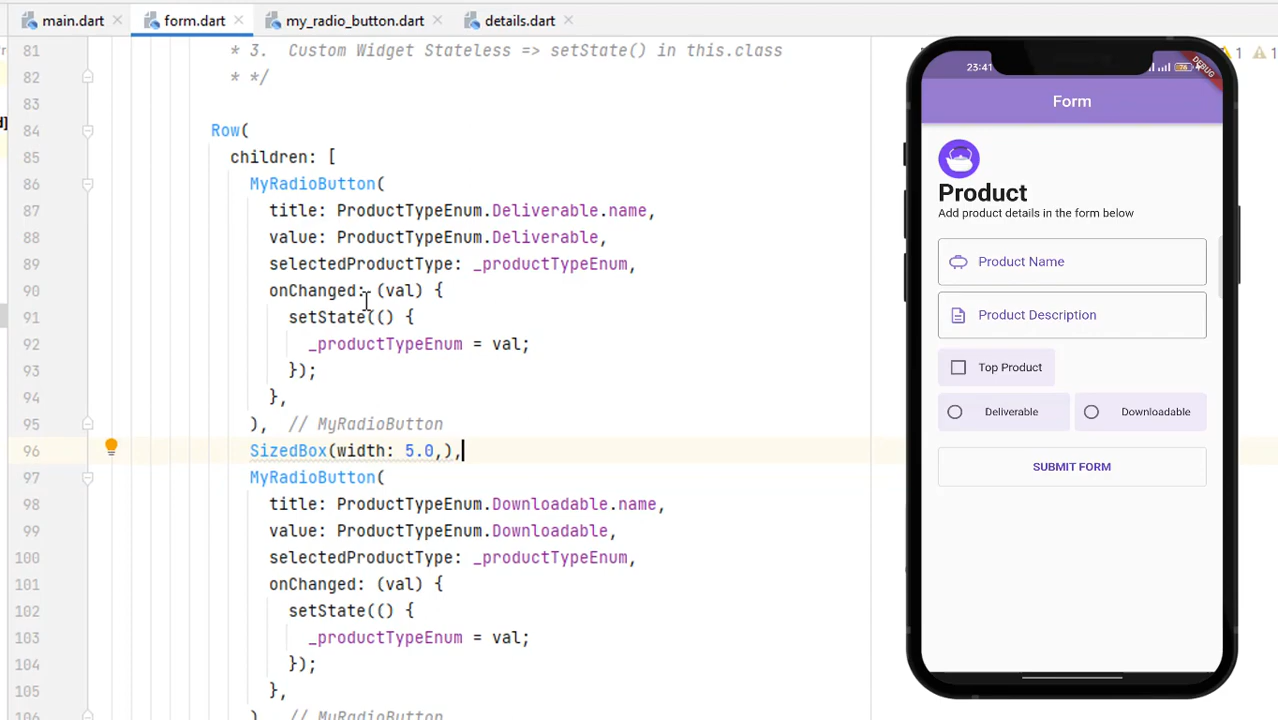 main.dart
form.dart
my_radio_button.dart
details.dart
81 * 3. Custom Widget Stateless => setState() in this.class
1
1
82 * */
83
84 Row(
85 children: [
86 MyRadioButton(
87 title: ProductTypeEnum.Deliverable.name,
88 value: ProductTypeEnum.Deliverable,
89 selectedProductType: _productTypeEnum,
90 onChanged: (val) {
91 setState(() {
92 _productTypeEnum = val;
93 });
94 },
95 ), // MyRadioButton
96 SizedBox(width: 5.0,),
97 MyRadioButton(
98 title: ProductTypeEnum.Downloadable.name,
99 value: ProductTypeEnum.Downloadable,
100 selectedProductType: _productTypeEnum,
101 onChanged: (val) {
102 setState(() {
103 _productTypeEnum = val;
104 });
105 },
106 ), // MyRadioButton
23:41
76
DEBUG
Form
Product
Add product details in the form below
Product Name
Product Description
Top Product
Deliverable
Downloadable
SUBMIT FORM